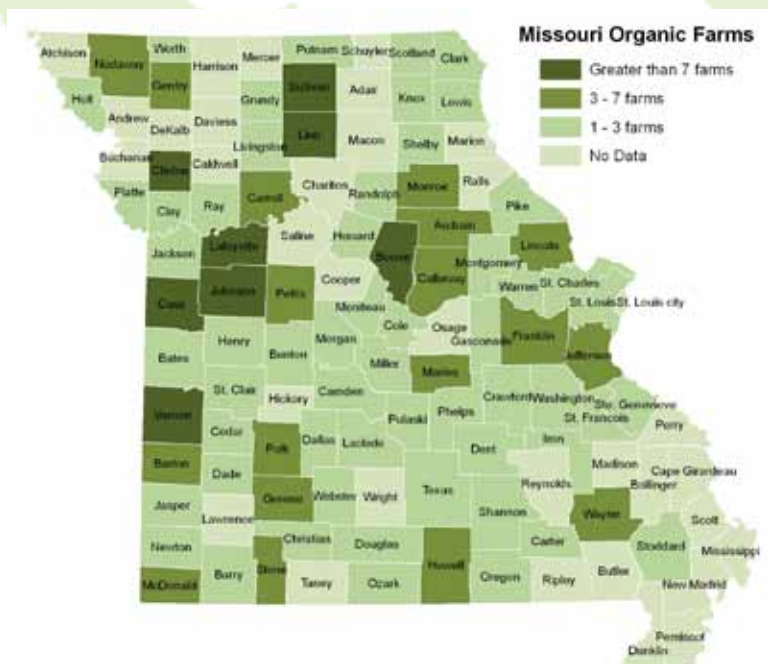 Missouri Organic Farms
Greater than 7 farms
3 - 7 farms
1 - 3 farms
No Data
Atchison
Nodaway
Worth
Harrison
Mercer
Putnam
Schuyler
Scotland
Clark
Gentry
Holt
Andrew
DeKalb
Daviess
Grundy
Sullivan
Adair
Knox
Lewis
Buchanan
Clinton
Caldwell
Livingston
Linn
Macon
Shelby
Marion
Platte
Clay
Ray
Carroll
Chariton
Randolph
Monroe
Ralls
Pike
Jackson
Lafayette
Saline
Howard
Boone
Audrain
Callaway
Montgomery
Lincoln
Warren
St. Charles
St. Louis
St. Louis city
Cass
Johnson
Pettis
Cooper
Moniteau
Cole
Osage
Gasconade
Franklin
Jefferson
Bates
Henry
Benton
Morgan
Miller
Maries
St. Clair
Hickory
Camden
Pulaski
Phelps
Crawford
Washington
Ste. Genevieve
St. Francois
Perry
Vernon
Cedar
Polk
Dallas
Laclede
Dent
Iron
Madison
Cape Girardeau
Bollinger
Barton
Dade
Greene
Webster
Wright
Texas
Reynolds
Shannon
Wayne
Scott
Jasper
Lawrence
Christian
Douglas
Carter
Stoddard
Mississippi
Newton
Barry
Stone
Taney
Ozark
Howell
Oregon
Ripley
Butler
New Madrid
McDonald
Pemiscot
Dunklin